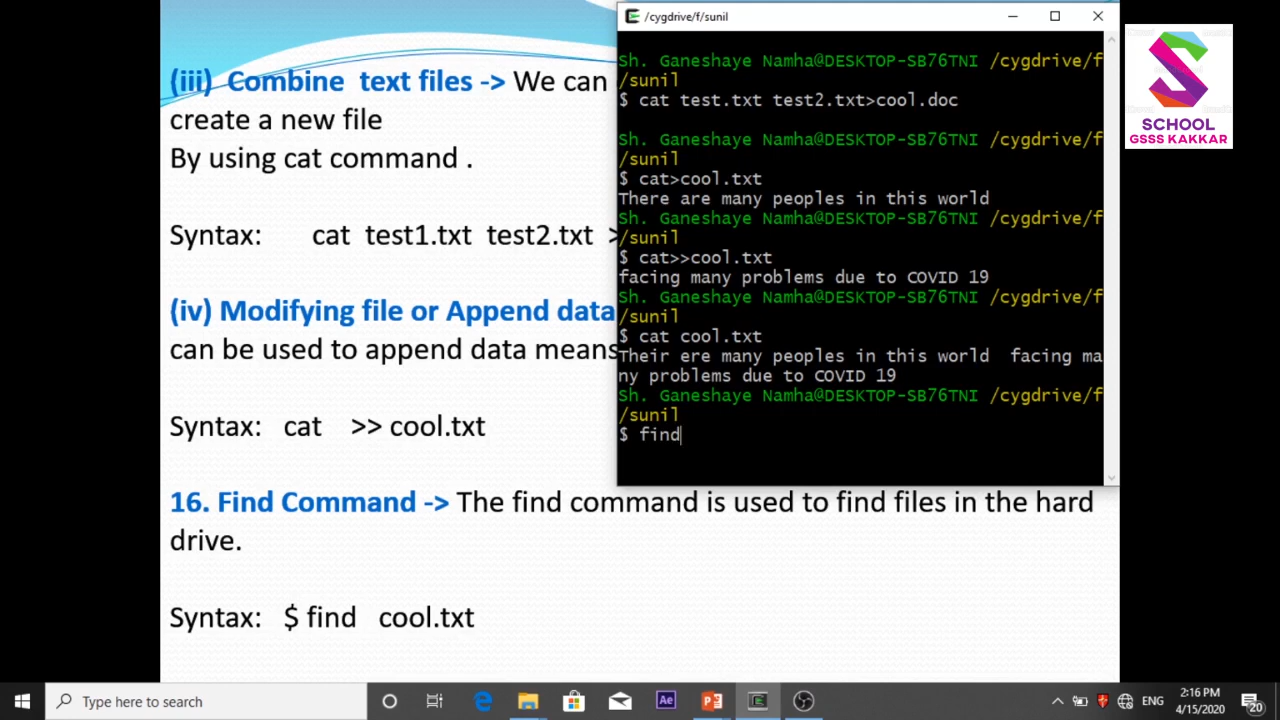 (iii) Combine text files -> We can
create a new file
By using cat command .
Syntax: cat test1.txt test2.txt >
(iv) Modifying file or Append data
can be used to append data means
Syntax: cat >> cool.txt
16. Find Command -> The find command is used to find files in the hard
drive.
Syntax: $ find cool.txt
/cygdrive/f/sunil
Sh. Ganeshaye Namha@DESKTOP-SB76TNI /cygdrive/f
/sunil
$ cat test.txt test2.txt>cool.doc
Sh. Ganeshaye Namha@DESKTOP-SB76TNI /cygdrive/f
/sunil
$ cat>cool.txt
There are many peoples in this world
Sh. Ganeshaye Namha@DESKTOP-SB76TNI /cygdrive/f
/sunil
$ cat>>cool.txt
facing many problems due to COVID 19
Sh. Ganeshaye Namha@DESKTOP-SB76TNI /cygdrive/f
/sunil
$ cat cool.txt
Their ere many peoples in this world facing ma
ny problems due to COVID 19
Sh. Ganeshaye Namha@DESKTOP-SB76TNI /cygdrive/f
/sunil
$ find
SCHOOL
GSSS KAKKAR
Type here to search
Ae
ENG
2:16 PM
4/15/2020
20